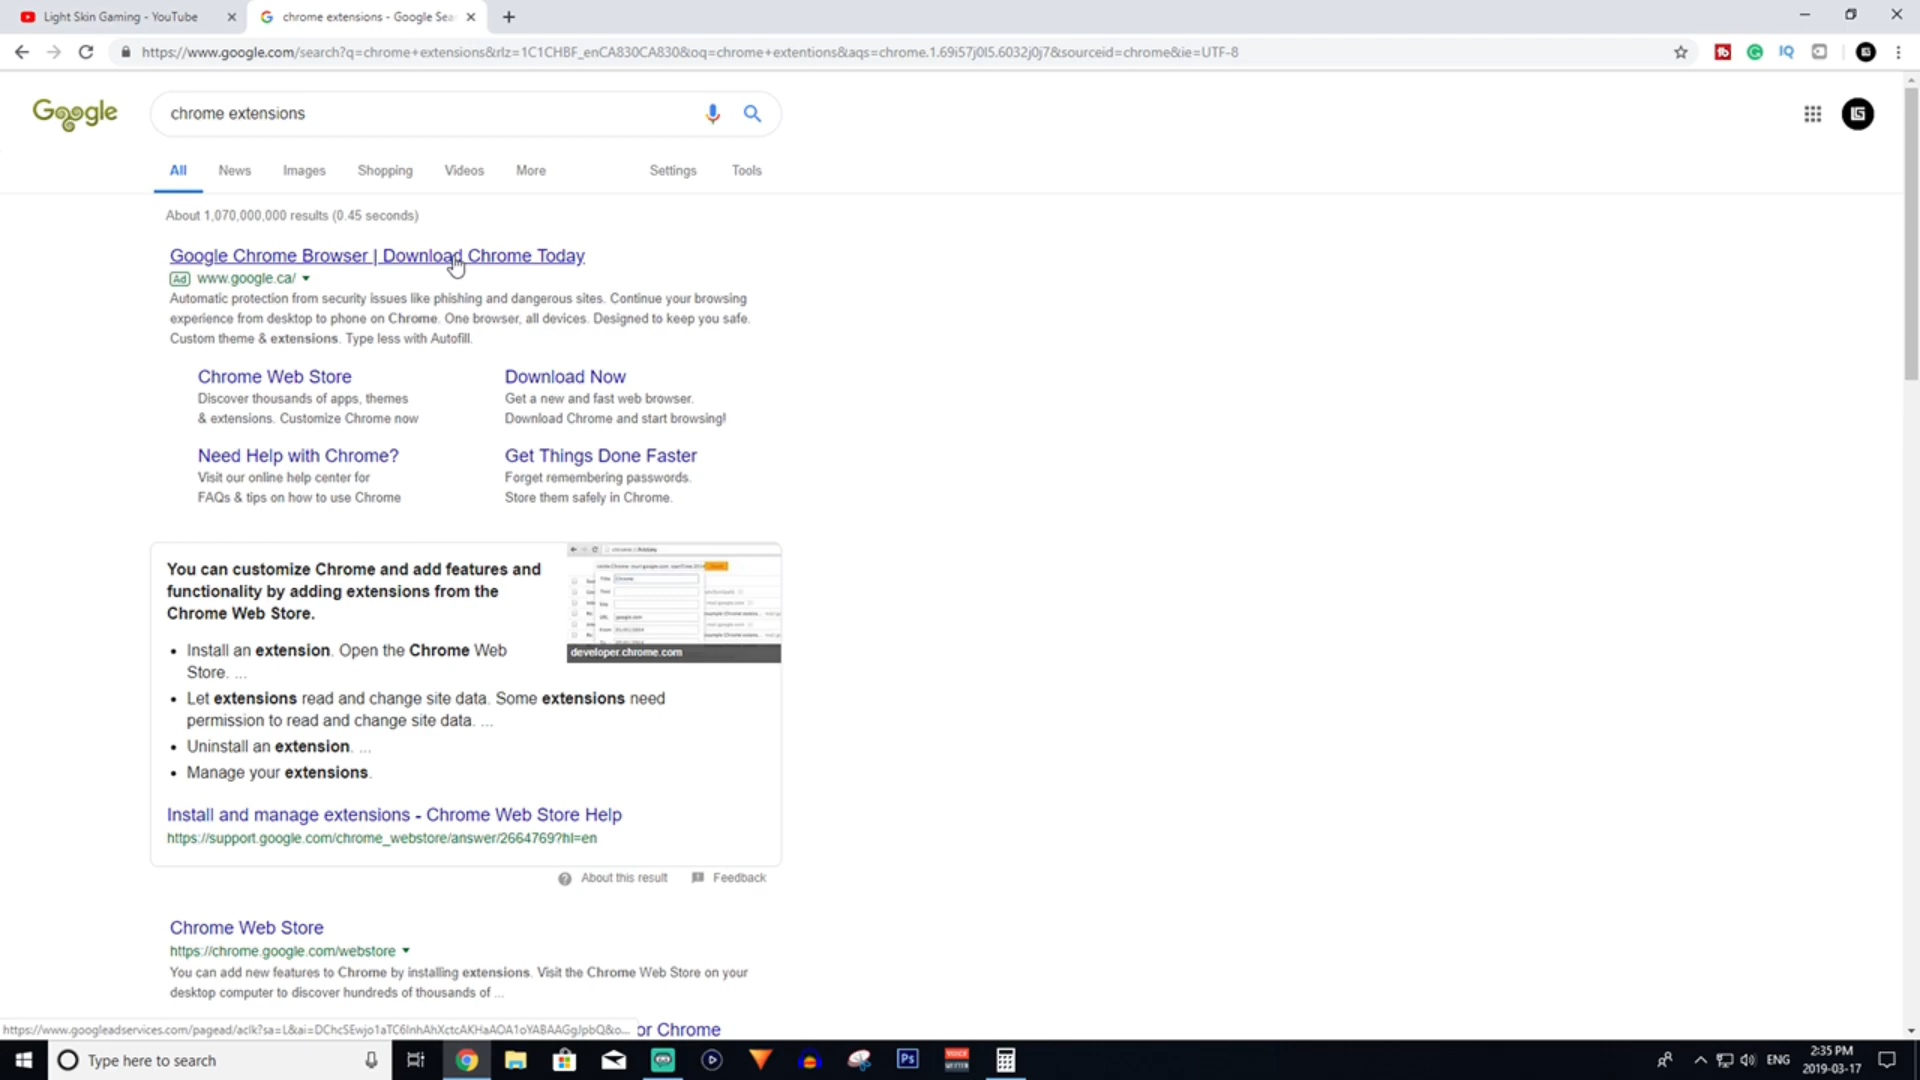 Light Skin Gaming - YouTube
chrome extensions - Google Sea
https://www.google.com/search?q=chrome+extensions&rlz=1C1CHBF_enCA830CA830&oq=chrome+extentions&aqs=chrome.1.69i57j0l5.6032j0j7&sourceid=chrome&ie=UTF-8
Google
chrome extensions
All News Images Shopping Videos More Settings Tools
About 1,070,000,000 results (0.45 seconds)
Google Chrome Browser | Download Chrome Today
Ad www.google.ca/
Automatic protection from security issues like phishing and dangerous sites. Continue your browsing
experience from desktop to phone on Chrome. One browser, all devices. Designed to keep you safe.
Custom theme & extensions. Type less with Autofill.
Chrome Web Store
Discover thousands of apps, themes
& extensions. Customize Chrome now
Download Now
Get a new and fast web browser.
Download Chrome and start browsing!
Need Help with Chrome?
Visit our online help center for
FAQs & tips on how to use Chrome
Get Things Done Faster
Forget remembering passwords.
Store them safely in Chrome.
You can customize Chrome and add features and
functionality by adding extensions from the
Chrome Web Store.
developer.chrome.com
• Install an extension. Open the Chrome Web
Store. ...
• Let extensions read and change site data. Some extensions need
permission to read and change site data. ...
• Uninstall an extension. ...
• Manage your extensions.
Install and manage extensions - Chrome Web Store Help
https://support.google.com/chrome_webstore/answer/2664769?hl=en
About this result Feedback
Chrome Web Store
https://chrome.google.com/webstore
You can add new features to Chrome by installing extensions. Visit the Chrome Web Store on your
desktop computer to discover hundreds of thousands of ...
or Chrome
Type here to search
Ps
ENG
2:35 PM
2019-03-17